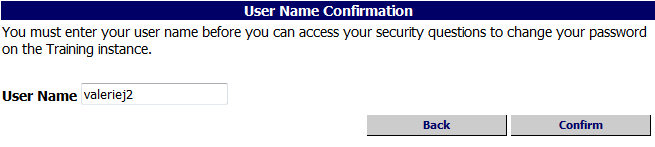 User Name Confirmation
You must enter your user name before you can access your security questions to change your password
on the Training instance.
User Name valeriej2
Back Confirm